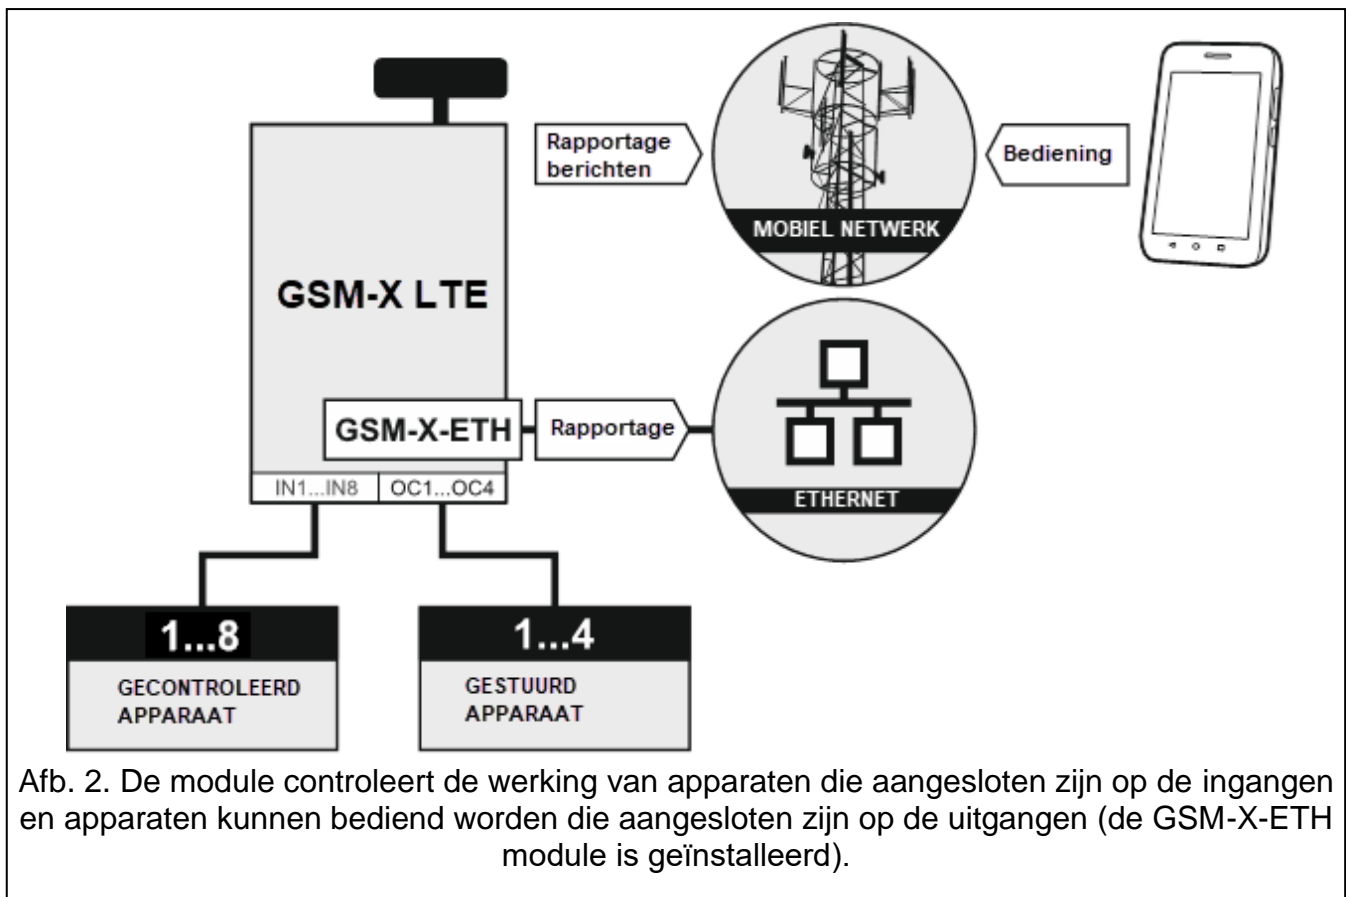 Rapportage
berichten
Bediening
MOBIEL NETWERK
GSM-X LTE
GSM-X-ETH
Rapportage
ETHERNET
IN1...IN8
OC1...OC4
1...8
GECONTROLEERD
APPARAAT
1...4
GESTUURD
APPARAAT
Afb. 2. De module controleert de werking van apparaten die aangesloten zijn op de ingangen
en apparaten kunnen bediend worden die aangesloten zijn op de uitgangen (de GSM-X-ETH
module is geïnstalleerd).